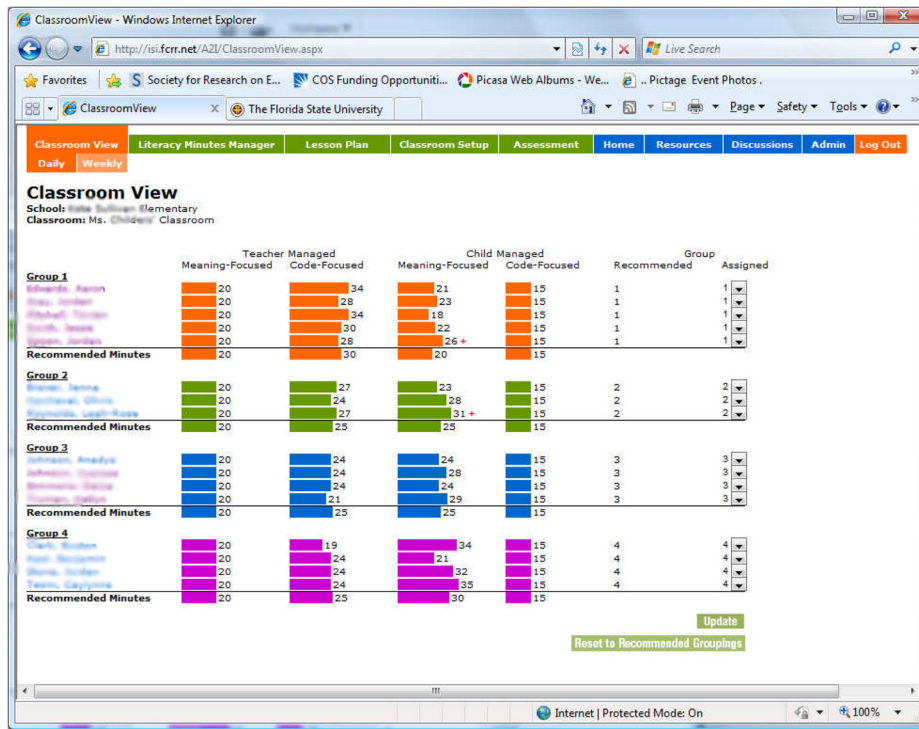 ClassroomView - Windows Internet Explorer
http://isi.fcrr.net/A2I/ClassroomView.aspx Live Search
Favorites Society for Research on E... COS Funding Opportuniti... Picasa Web Albums - We... .. Pictage Event Photos .
ClassroomView X The Florida State University Page Safety Tools
Classroom View Literacy Minutes Manager Lesson Plan Classroom Setup Assessment Home Resources Discussions Admin Log Out
Daily Weekly
Classroom View
School: Elementary
Classroom: Ms. Classroom
Teacher Managed Child Managed Group
Meaning-Focused Code-Focused Meaning-Focused Code-Focused Recommended Assigned
Group 1
20 34 21 15 1 1
20 28 23 15 1 1
20 34 18 15 1 1
20 30 22 15 1 1
20 28 26 + 15 1 1
Recommended Minutes 20 30 20 15
Group 2
20 27 23 15 2 2
20 24 28 15 2 2
20 27 31 + 15 2 2
Recommended Minutes 20 25 25 15
Group 3
20 24 24 15 3 3
20 24 28 15 3 3
20 24 24 15 3 3
20 21 29 15 3 3
Recommended Minutes 20 25 25 15
Group 4
20 19 34 15 4 4
20 24 21 15 4 4
20 24 32 15 4 4
20 24 35 15 4 4
Recommended Minutes 20 25 30 15
Update
Reset to Recommended Groupings
Internet | Protected Mode: On 100%